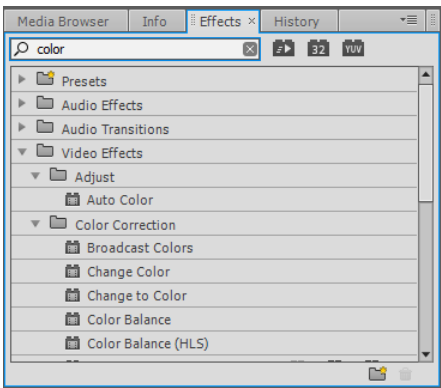 Media Browser Info Effects × History
color
32 YUV
Presets
Audio Effects
Audio Transitions
Video Effects
Adjust
Auto Color
Color Correction
Broadcast Colors
Change Color
Change to Color
Color Balance
Color Balance (HLS)